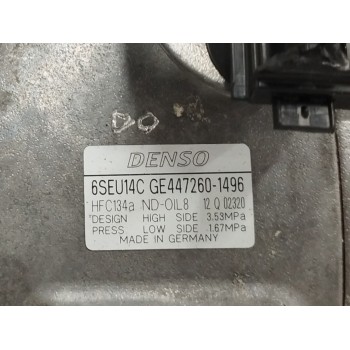 DENSO
6SEU14C GE447260-1496
HFC134a ND-OIL8 12 Q 02320
DESIGN HIGH SIDE 3.53MPa
PRESS LOW SIDE 1.67MPa
MADE IN GERMANY